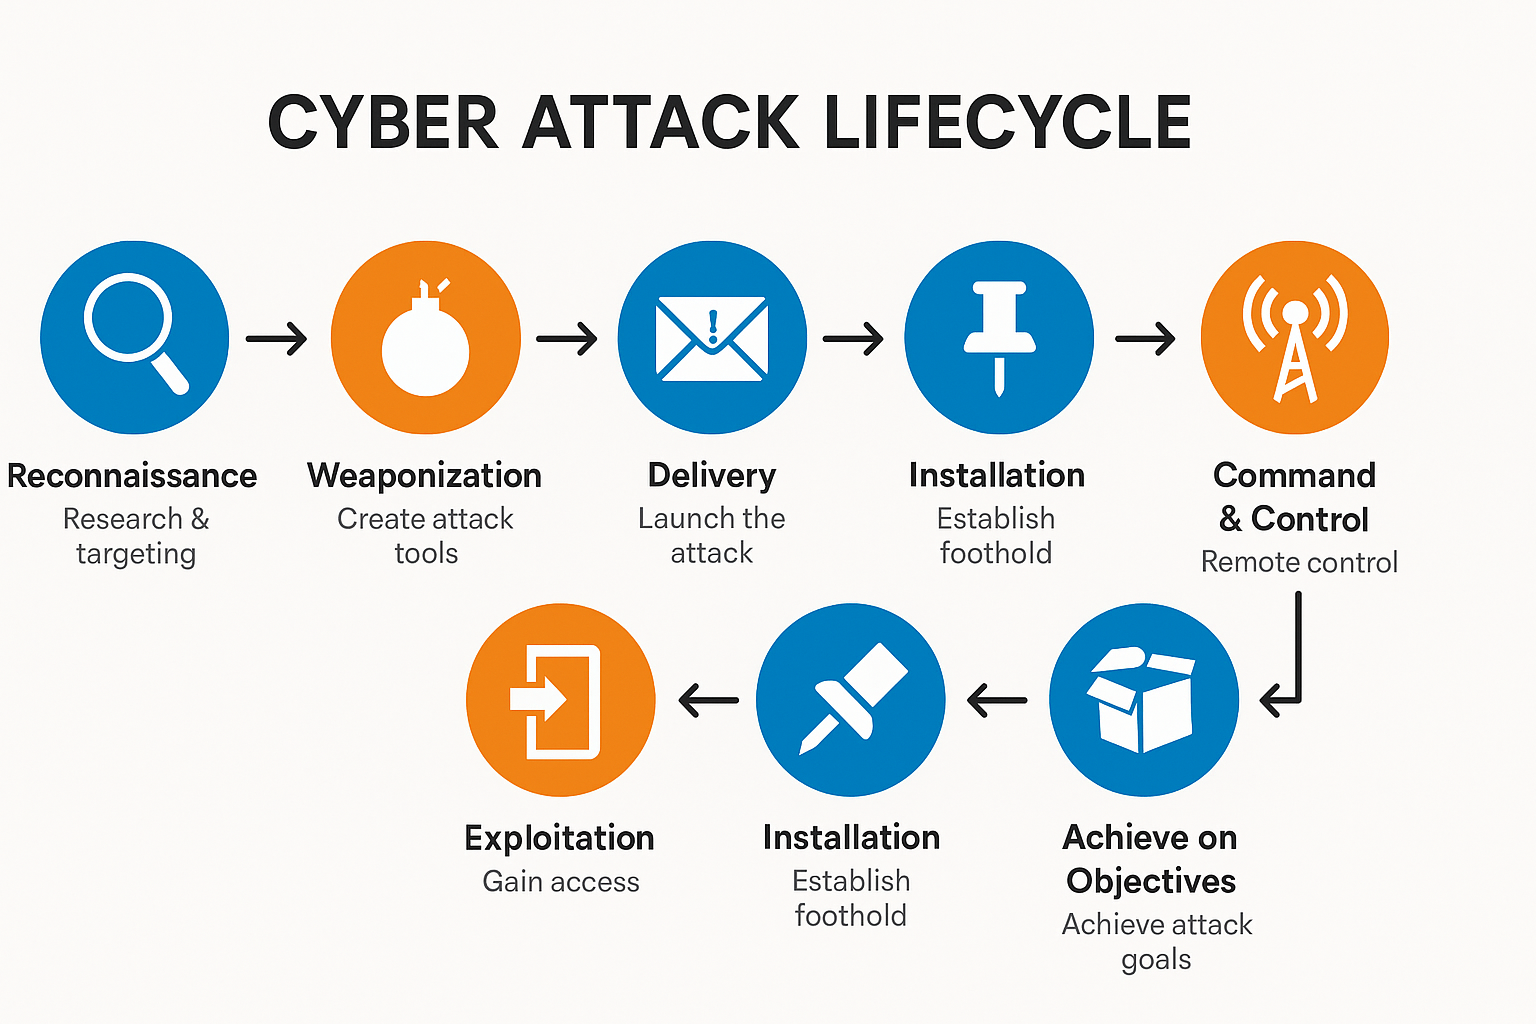 CYBER ATTACK LIFECYCLE
Reconnaissance
Research &
targeting
Weaponization
Create attack
tools
Delivery
Launch the
attack
Installation
Establish
foothold
Command
& Control
Remote control
Exploitation
Gain access
Installation
Establish
foothold
Achieve on
Objectives
Achieve attack
goals